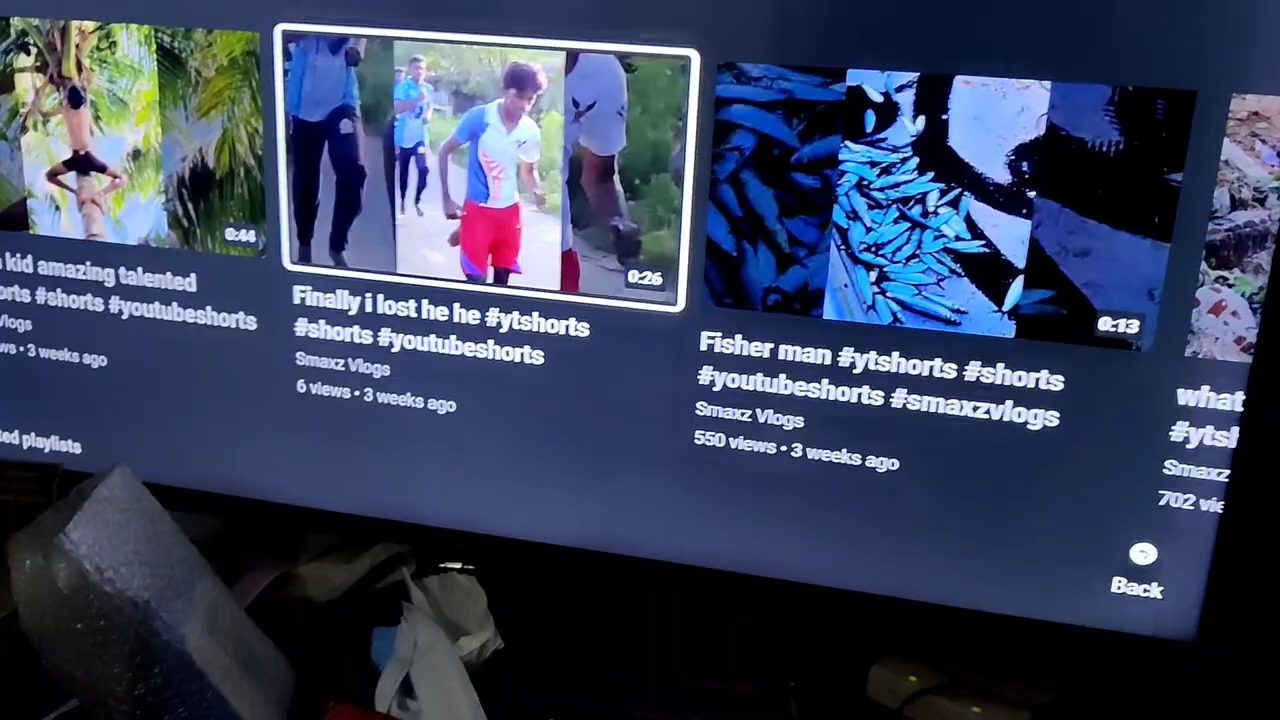 0:44
kid amazing talented
orts #shorts #youtubeshorts
Vlogs
ws • 3 weeks ago
ted playlists
0:26
Finally i lost he he #ytshorts
#shorts #youtubeshorts
Smaxz Vlogs
6 views • 3 weeks ago
0:13
Fisher man #ytshorts #shorts
#youtubeshorts #smaxzvlogs
Smaxz Vlogs
550 views • 3 weeks ago
what
#ytsh
Smaxz
702 vie
Back